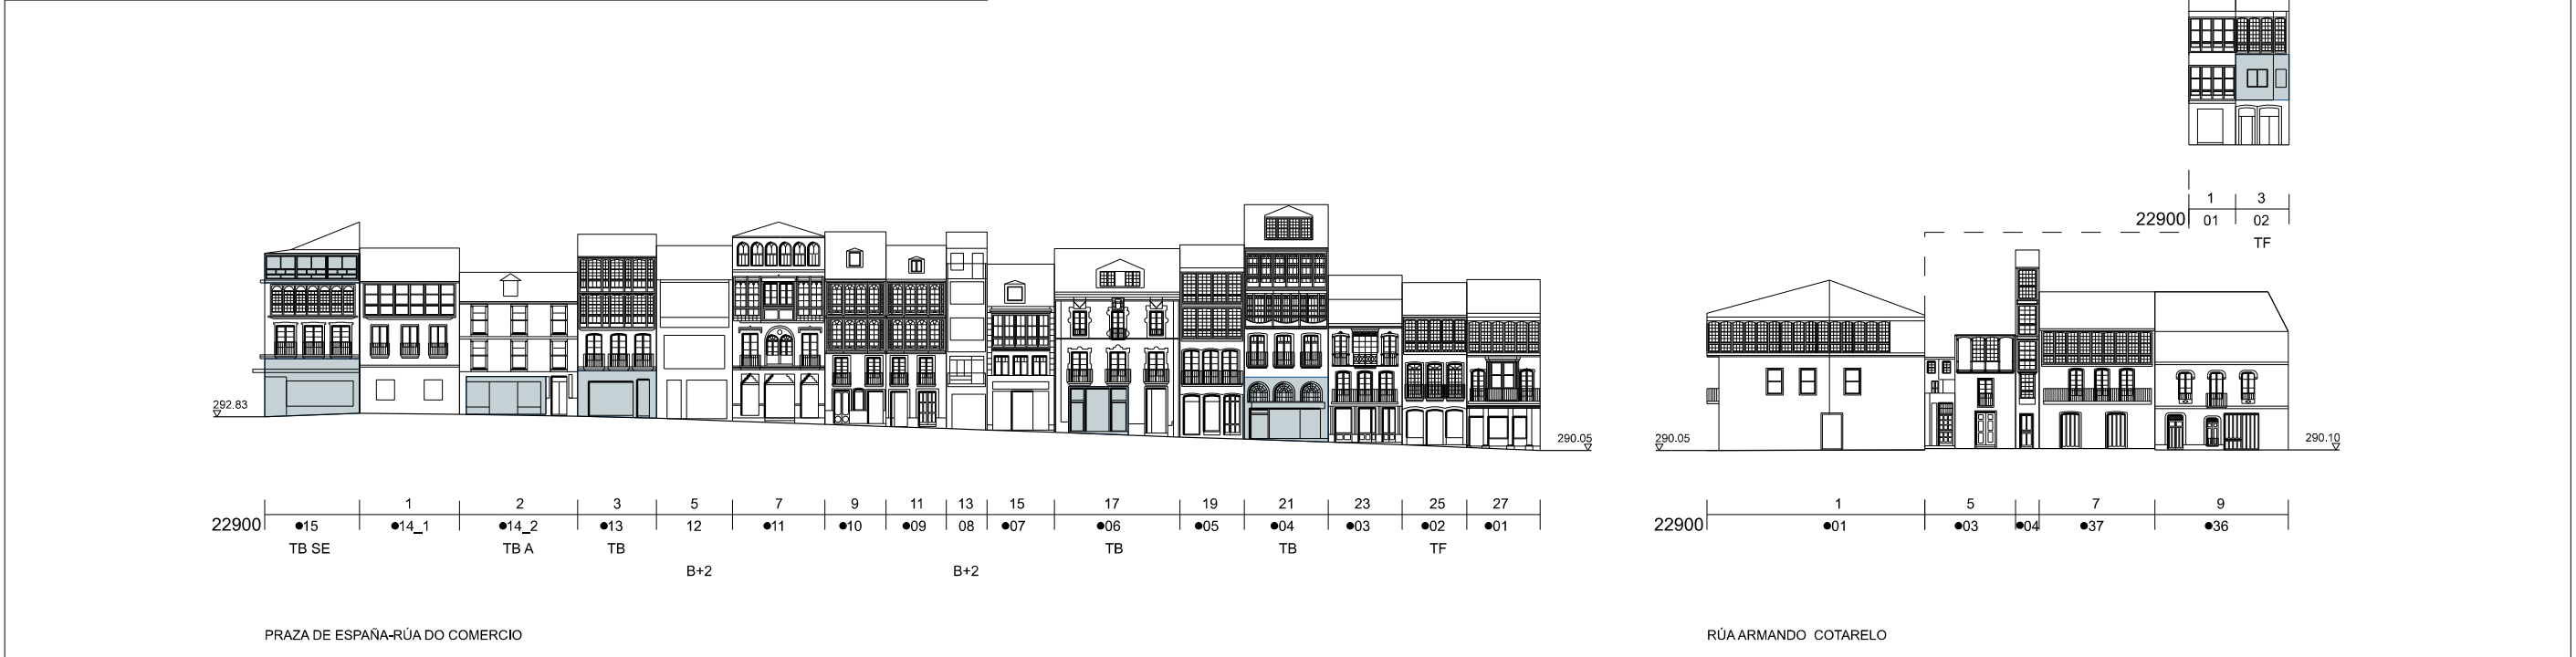 1 3
22900 01 02
TF
292.83
290.05
290.05
290.10
1 2 3 5 7 9 11 13 15 17 19 21 23 25 27
22900 ●15 ●14_1 ●14_2 ●13 12 ●11 ●10 ●09 08 ●07 ●06 ●05 ●04 ●03 ●02 ●01
TB SE TB A TB TB TB TF
B+2 B+2
PRAZA DE ESPAÑA-RÚA DO COMERCIO
1 5 7 9
22900 ●01 ●03 ●04 ●37 ●36
RÚA ARMANDO COTARELO